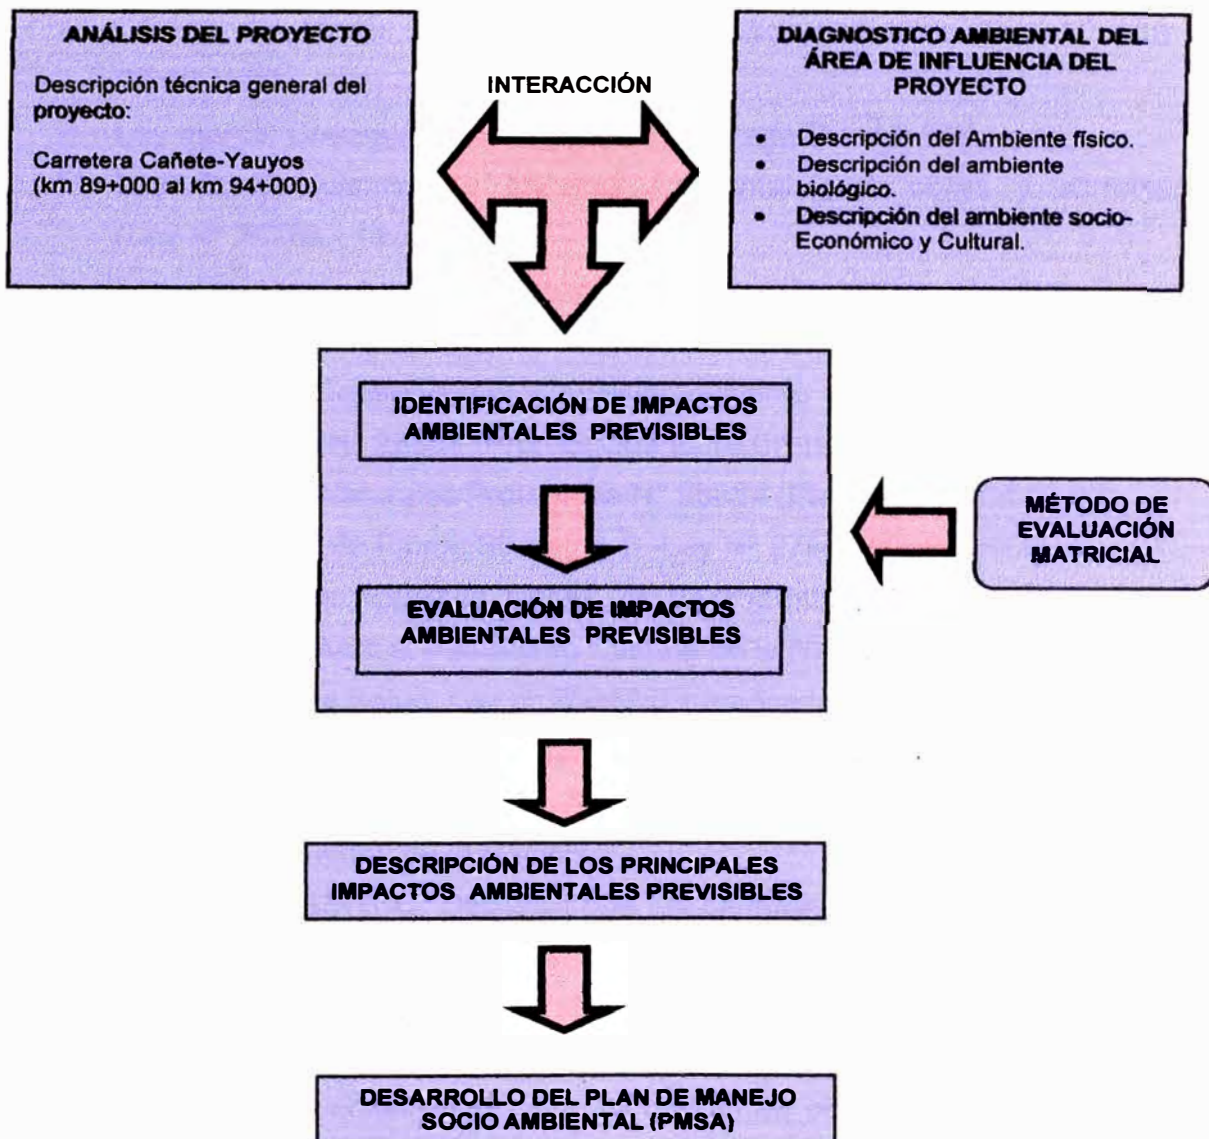 ANÁLISIS DEL PROYECTO
Descripción técnica general del
proyecto:
Carretera Cañete-Yauyos
(km 89+000 al km 94+000)
INTERACCIÓN
DIAGNOSTICO AMBIENTAL DEL
ÁREA DE INFLUENCIA DEL
PROYECTO
• Descripción del Ambiente físico.
• Descripción del ambiente
biológico.
• Descripción del ambiente socio-
Económico y Cultural.
IDENTIFICACIÓN DE IMPACTOS
AMBIENTALES PREVISIBLES
MÉTODO DE
EVALUACIÓN
MATRICIAL
EVALUACIÓN DE IMPACTOS
AMBIENTALES PREVISIBLES
DESCRIPCIÓN DE LOS PRINCIPALES
IMPACTOS AMBIENTALES PREVISIBLES
DESARROLLO DEL PLAN DE MANEJO
SOCIO AMBIENTAL (PMSA)